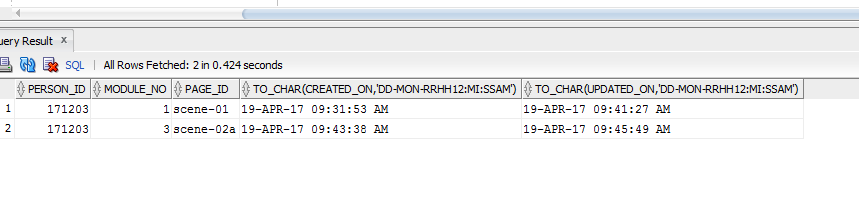 uery Result x
SQL | All Rows Fetched: 2 in 0.424 seconds
PERSON_ID MODULE_NO PAGE_ID TO_CHAR(CREATED_ON,'DD-MON-RRHH12:MI:SSAM') TO_CHAR(UPDATED_ON,'DD-MON-RRHH12:MI:SSAM')
1 171203 1 scene-01 19-APR-17 09:31:53 AM 19-APR-17 09:41:27 AM
2 171203 3 scene-02a 19-APR-17 09:43:38 AM 19-APR-17 09:45:49 AM